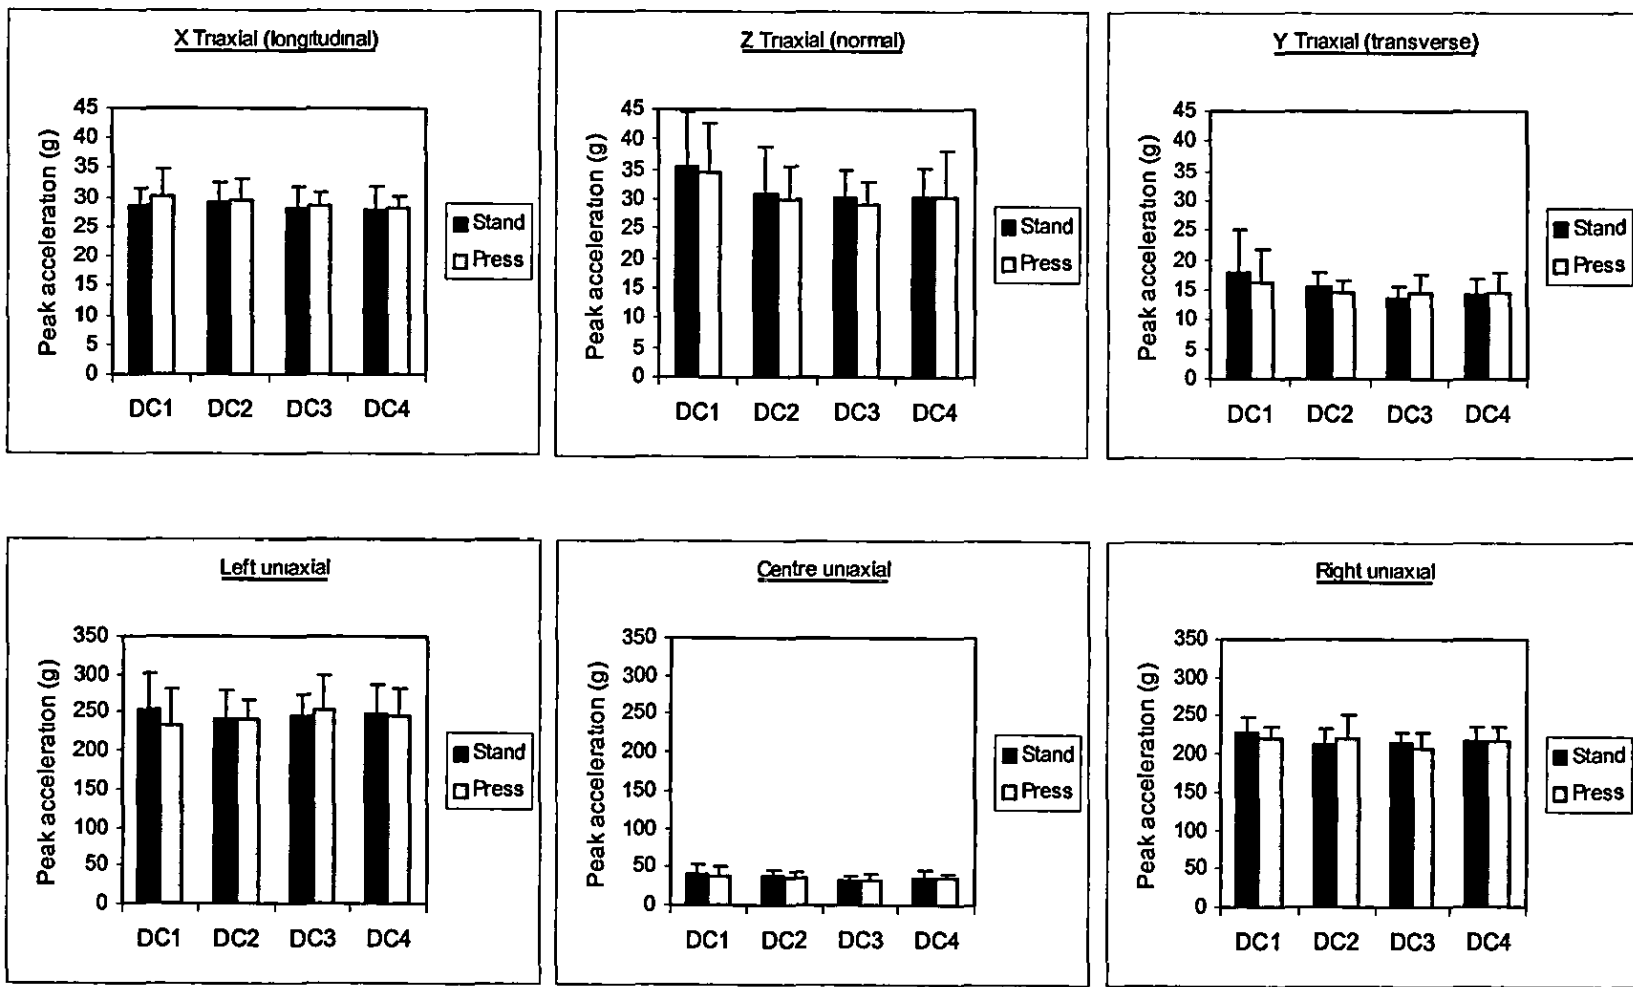 X Triaxial (longitudinal)
Peak acceleration (g)
45
40
35
30
25
20
15
10
5
0
DC1 DC2 DC3 DC4
Stand
Press
Z Triaxial (normal)
Peak acceleration (g)
45
40
35
30
25
20
15
10
5
0
DC1 DC2 DC3 DC4
Stand
Press
Y Triaxial (transverse)
Peak acceleration (g)
45
40
35
30
25
20
15
10
5
0
DC1 DC2 DC3 DC4
Stand
Press
Left uniaxial
Peak acceleration (g)
350
300
250
200
150
100
50
0
DC1 DC2 DC3 DC4
Stand
Press
Centre uniaxial
Peak acceleration (g)
350
300
250
200
150
100
50
0
DC1 DC2 DC3 DC4
Stand
Press
Right uniaxial
Peak acceleration (g)
350
300
250
200
150
100
50
0
DC1 DC2 DC3 DC4
Stand
Press